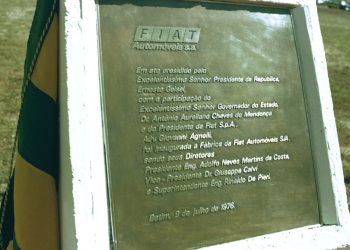 FIAT
Automóveis s.a.
Em ato presidido pelo
Excelentíssimo Senhor Presidente da República,
Ernesto Geisel,
com a participação do
Excelentíssimo Senhor Governador do Estado,
Dr. Antônio Aureliano Chaves de Mendonça
e do Presidente da Fiat S.p.A.,
Adv. Giovanni Agnelli,
foi inaugurada a Fábrica da Fiat Automóveis S/A.
sendo seus Diretores
Presidente Eng. Adolfo Neves Martins da Costa,
Vice-Presidente Dr. Giuseppe Calvi
e Superintendente Eng. Rinaldo De Pieri.
Betim, 9 de julho de 1976.